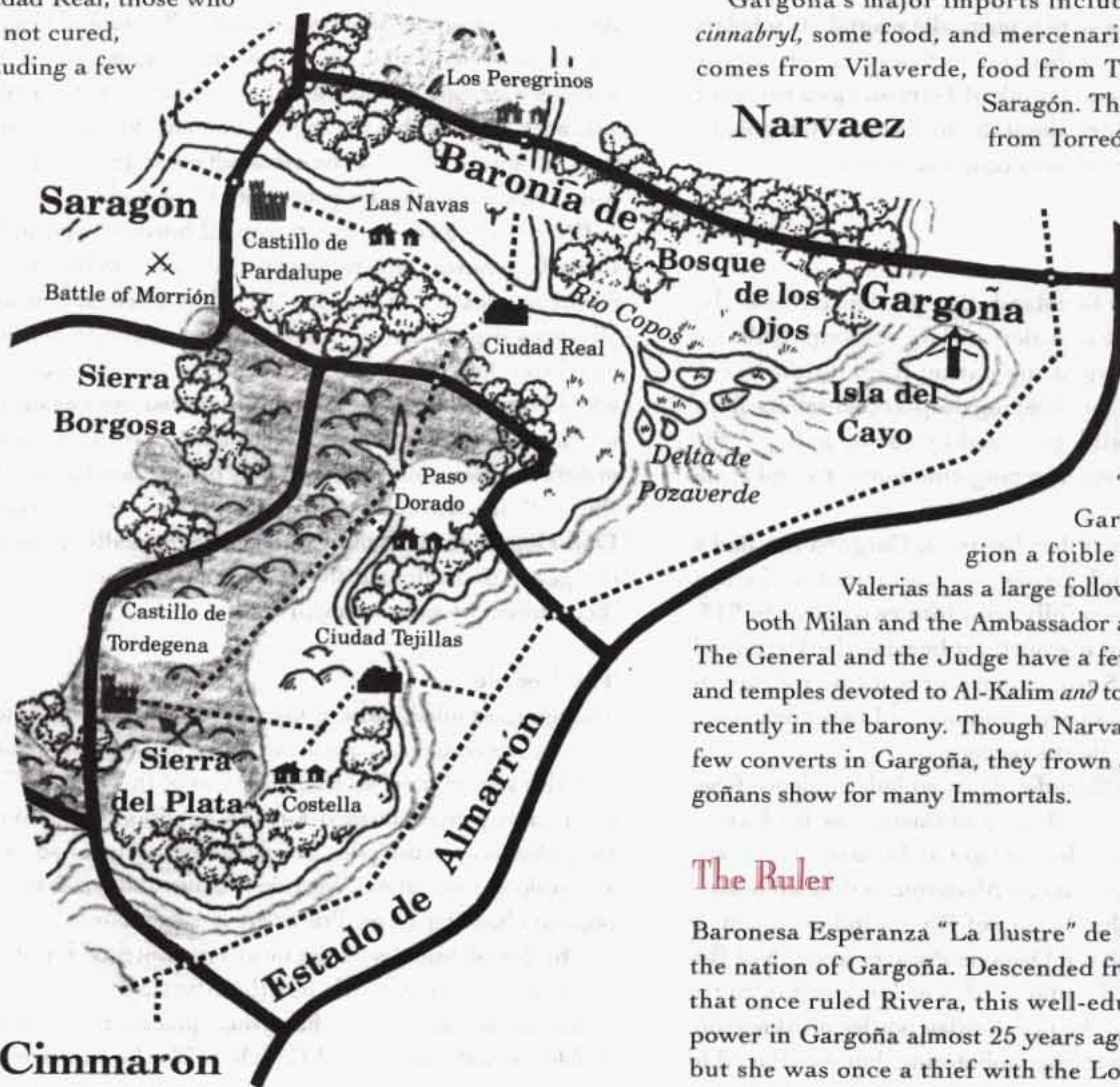 dad Real, those who
not cured,
uding a few
Gargoña's major imports inclu
cinnabryl, some food, and mercenari
comes from Vilaverde, food from T
Saragón. Th
from Torreó
Los Peregrinos
Narvaez
Baronía de
Gargoña
Saragón
Las Navas
Castillo de
Pardalupe
Bosque
de los
Ojos
Río Copos
Battle of Morrión
Ciudad Real
Sierra
Borgosa
Isla del
Cayo
Delta de
Pozaverde
Paso
Dorado
Castillo de
Tordegena
Ciudad Tejillas
Sierra
del Plata
Costella
Estado de
Almarrón
Cimmaron
Gar
gion a foible
Valerias has a large follow
both Milan and the Ambassador a
The General and the Judge have a fe
and temples devoted to Al-Kalim and to
recently in the barony. Though Narva
few converts in Gargoña, they frown
goñans show for many Immortals.
The Ruler
Baronesa Esperanza "La Ilustre" de
the nation of Gargoña. Descended fr
that once ruled Rivera, this well-edu
power in Gargoña almost 25 years ag
but she was once a thief with the Lo